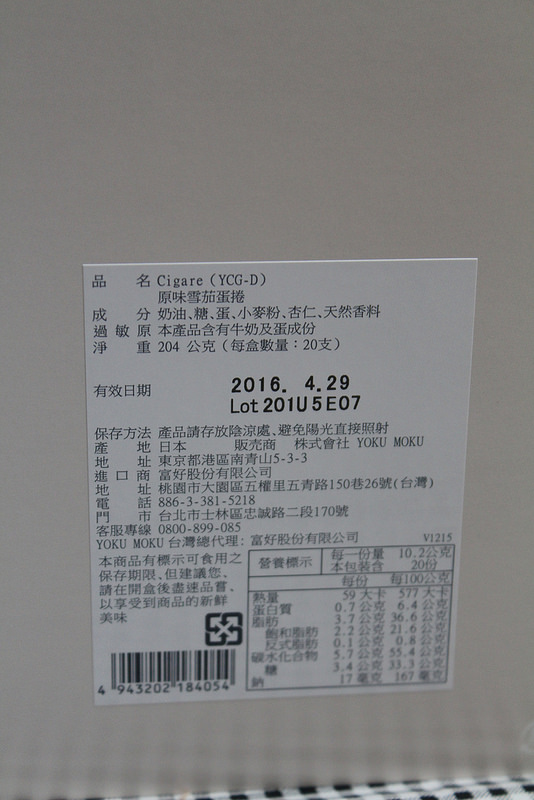 品 名 Cigare (YCG-D)
原味雪茄蛋捲
成 分 奶油、糖、蛋、小麥粉、杏仁、天然香料
過敏原 本產品含有牛奶及蛋成份
淨 重 204 公克 (每盒數量：20支)
有效日期 2016. 4.29
Lot 201U5E07
保存方法 產品請存放陰涼處、避免陽光直接照射
產 地 日本 販売商 株式會社 YOKU MOKU
地 址 東京都港區南青山5-3-3
進口商 富好股份有限公司
地 址 桃園市大園區五權里五青路150巷26號(台灣)
電 話 886-3-381-5218
門 市 台北市士林區忠誠路二段170號
客服專線 0800-899-085
YOKU MOKU 台灣總代理: 富好股份有限公司 V1215
本商品有標示可食用之
保存期限、但建議您、
請在開盒後盡速品嘗、
以享受到商品的新鮮
美味
營養標示
每一份量 10.2公克
本包裝含 20份
每份 每100公克
熱量 59 大卡 577 大卡
蛋白質 0.7 公克 6.4 公克
脂肪 3.7 公克 36.6 公克
飽和脂肪 2.2 公克 21.6 公克
反式脂肪 0.1 公克 0.8 公克
碳水化合物 5.7 公克 55.4 公克
糖 3.4 公克 33.3 公克
鈉 17 毫克 167 毫克
4 943202 184054